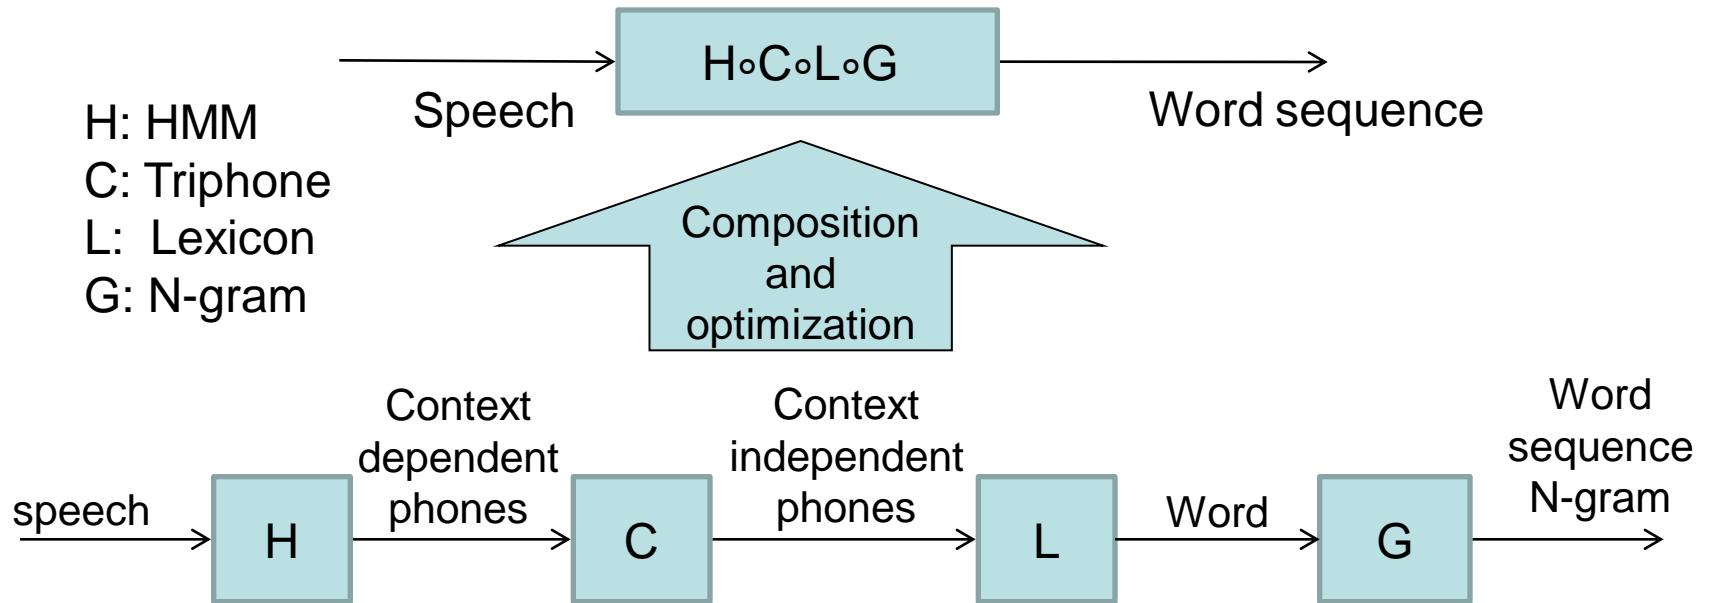 H∘C∘L∘G
Speech
Word sequence
H: HMM
C: Triphone
L: Lexicon
G: N-gram
Composition
and
optimization
speech
H
Context
dependent
phones
C
Context
independent
phones
L
Word
G
Word
sequence
N-gram